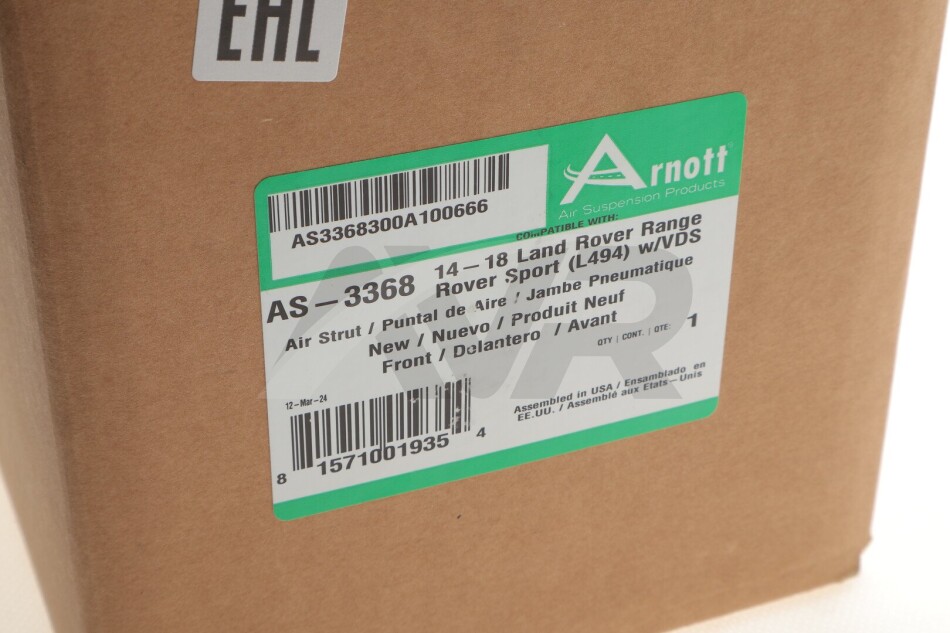 EAC
Arnott
Air Suspension Products
AS3368300A100666
COMPATIBLE WITH:
AS-3368 14-18 Land Rover Range
Rover Sport (L494) w/VDS
Air Strut / Puntal de Aire / Jambe Pneumatique
New / Nuevo / Produit Neuf
Front / Delantero / Avant
QTY | CONT. | QTE: 1
12-Mar-24
Assembled in USA / Ensamblado en
EE.UU. / Assemblé aux Etats-Unis
8 1571001935 4
AVR